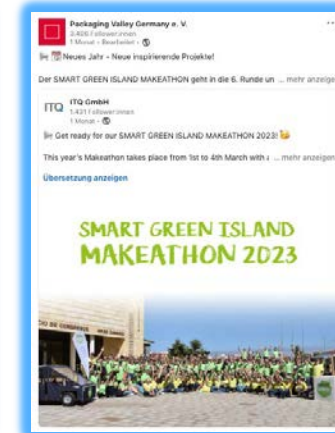 Packaging Valley Germany e. V.
3.406 Follower:innen
1 Monat • Bearbeitet •
Neues Jahr - Neue inspirierende Projekte!
Der SMART GREEN ISLAND MAKEATHON geht in die 6. Runde un ... mehr anzeigen
ITQ
ITQ GmbH
1.431 Follower:innen
1 Monat •
Get ready for our SMART GREEN ISLAND MAKEATHON 2023!
This year's Makeathon takes place from 1st to 4th March with a ... mehr anzeigen
Übersetzung anzeigen
SMART GREEN ISLAND
MAKEATHON 2023